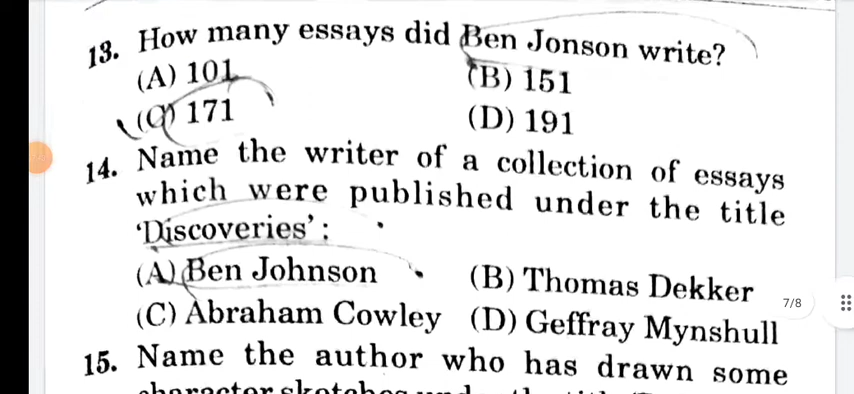 13. How many essays did Ben Jonson write?
(A) 101 (B) 151
(C) 171 (D) 191
14. Name the writer of a collection of essays
which were published under the title
'Discoveries' :
(A) Ben Johnson (B) Thomas Dekker
(C) Abraham Cowley (D) Geffray Mynshull
7/8
15. Name the author who has drawn some